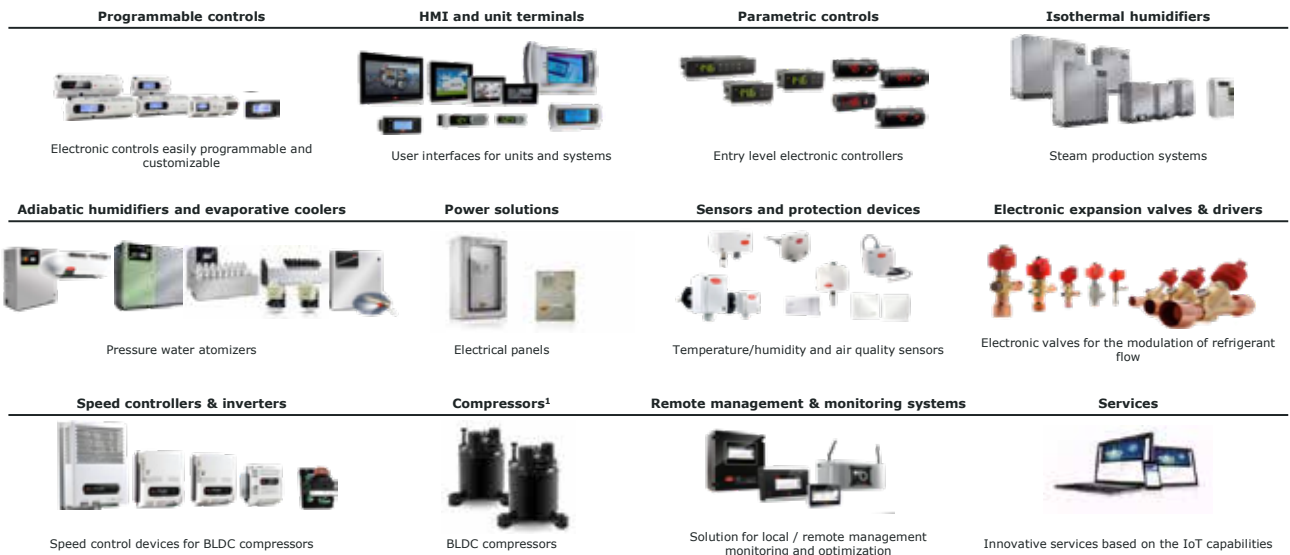 Programmable controls
HMI and unit terminals
Parametric controls
Isothermal humidifiers
Electronic controls easily programmable and
customizable
User interfaces for units and systems
Entry level electronic controllers
Steam production systems
Adiabatic humidifiers and evaporative coolers
Power solutions
Sensors and protection devices
Electronic expansion valves & drivers
Pressure water atomizers
Electrical panels
Temperature/humidity and air quality sensors
Electronic valves for the modulation of refrigerant
flow
Speed controllers & inverters
Compressors¹
Remote management & monitoring systems
Services
Speed control devices for BLDC compressors
BLDC compressors
Solution for local / remote management
monitoring and optimization
Innovative services based on the IoT capabilities